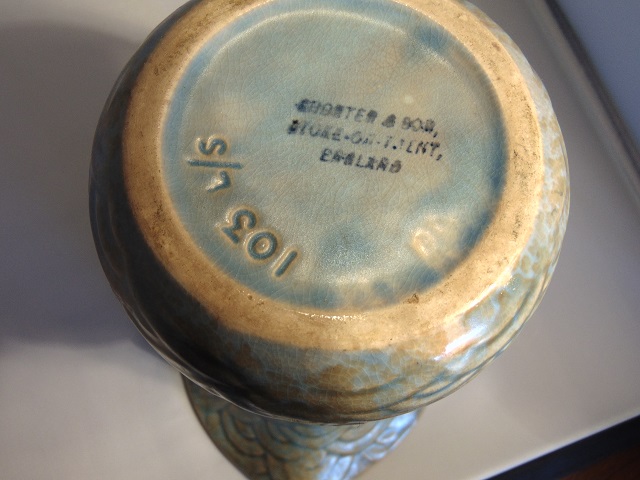 SHORTER & SON,
STOKE-ON-TRENT,
ENGLAND
103 L/S